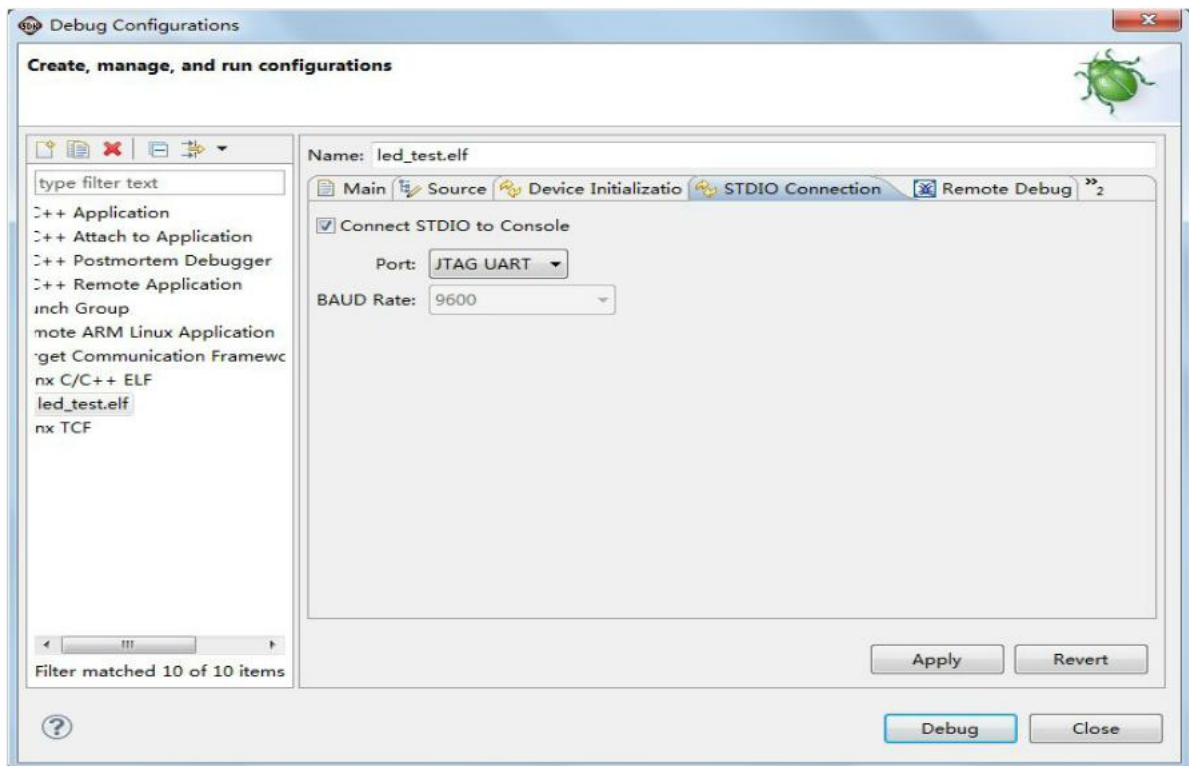 SDK Debug Configurations
Create, manage, and run configurations
type filter text
C++ Application
C++ Attach to Application
C++ Postmortem Debugger
C++ Remote Application
unch Group
mote ARM Linux Application
rget Communication Framewc
nx C/C++ ELF
led_test.elf
nx TCF
Filter matched 10 of 10 items
Name: led_test.elf
Main Source Device Initializatio STDIO Connection Remote Debug »2
Connect STDIO to Console
Port: JTAG UART
BAUD Rate: 9600
Apply Revert
? Debug Close